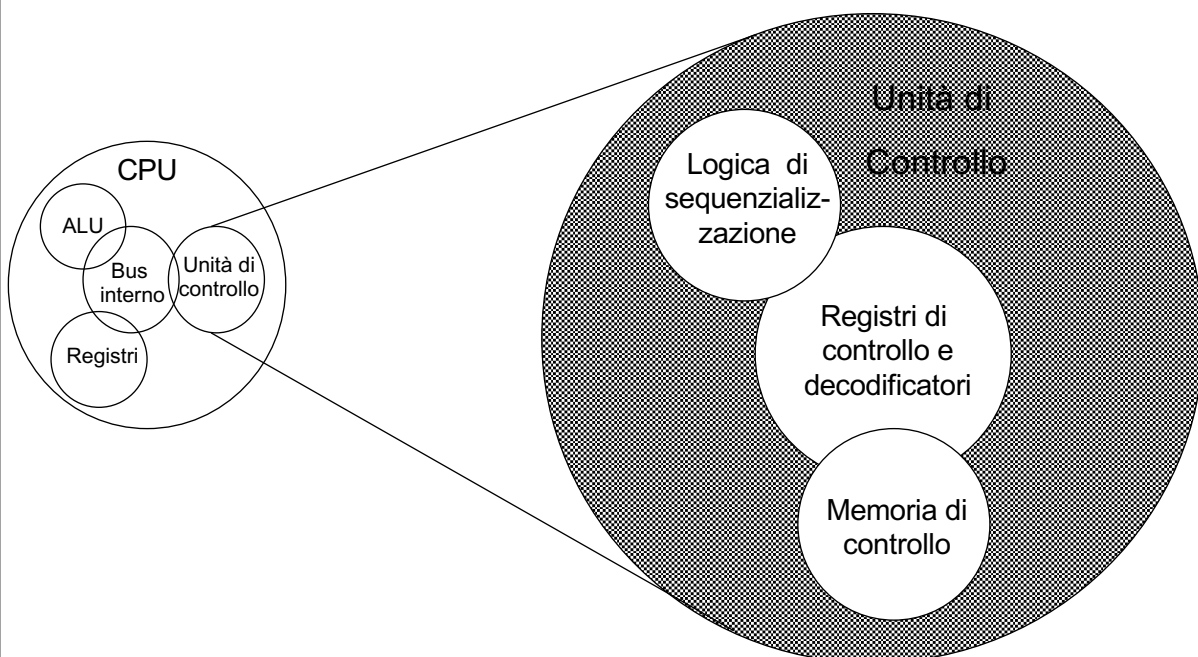 CPU
ALU
Bus
interno
Unità di
controllo
Registri
Unità di
Controllo
Logica di
sequenzializ-
zazione
Registri di
controllo e
decodificatori
Memoria di
controllo